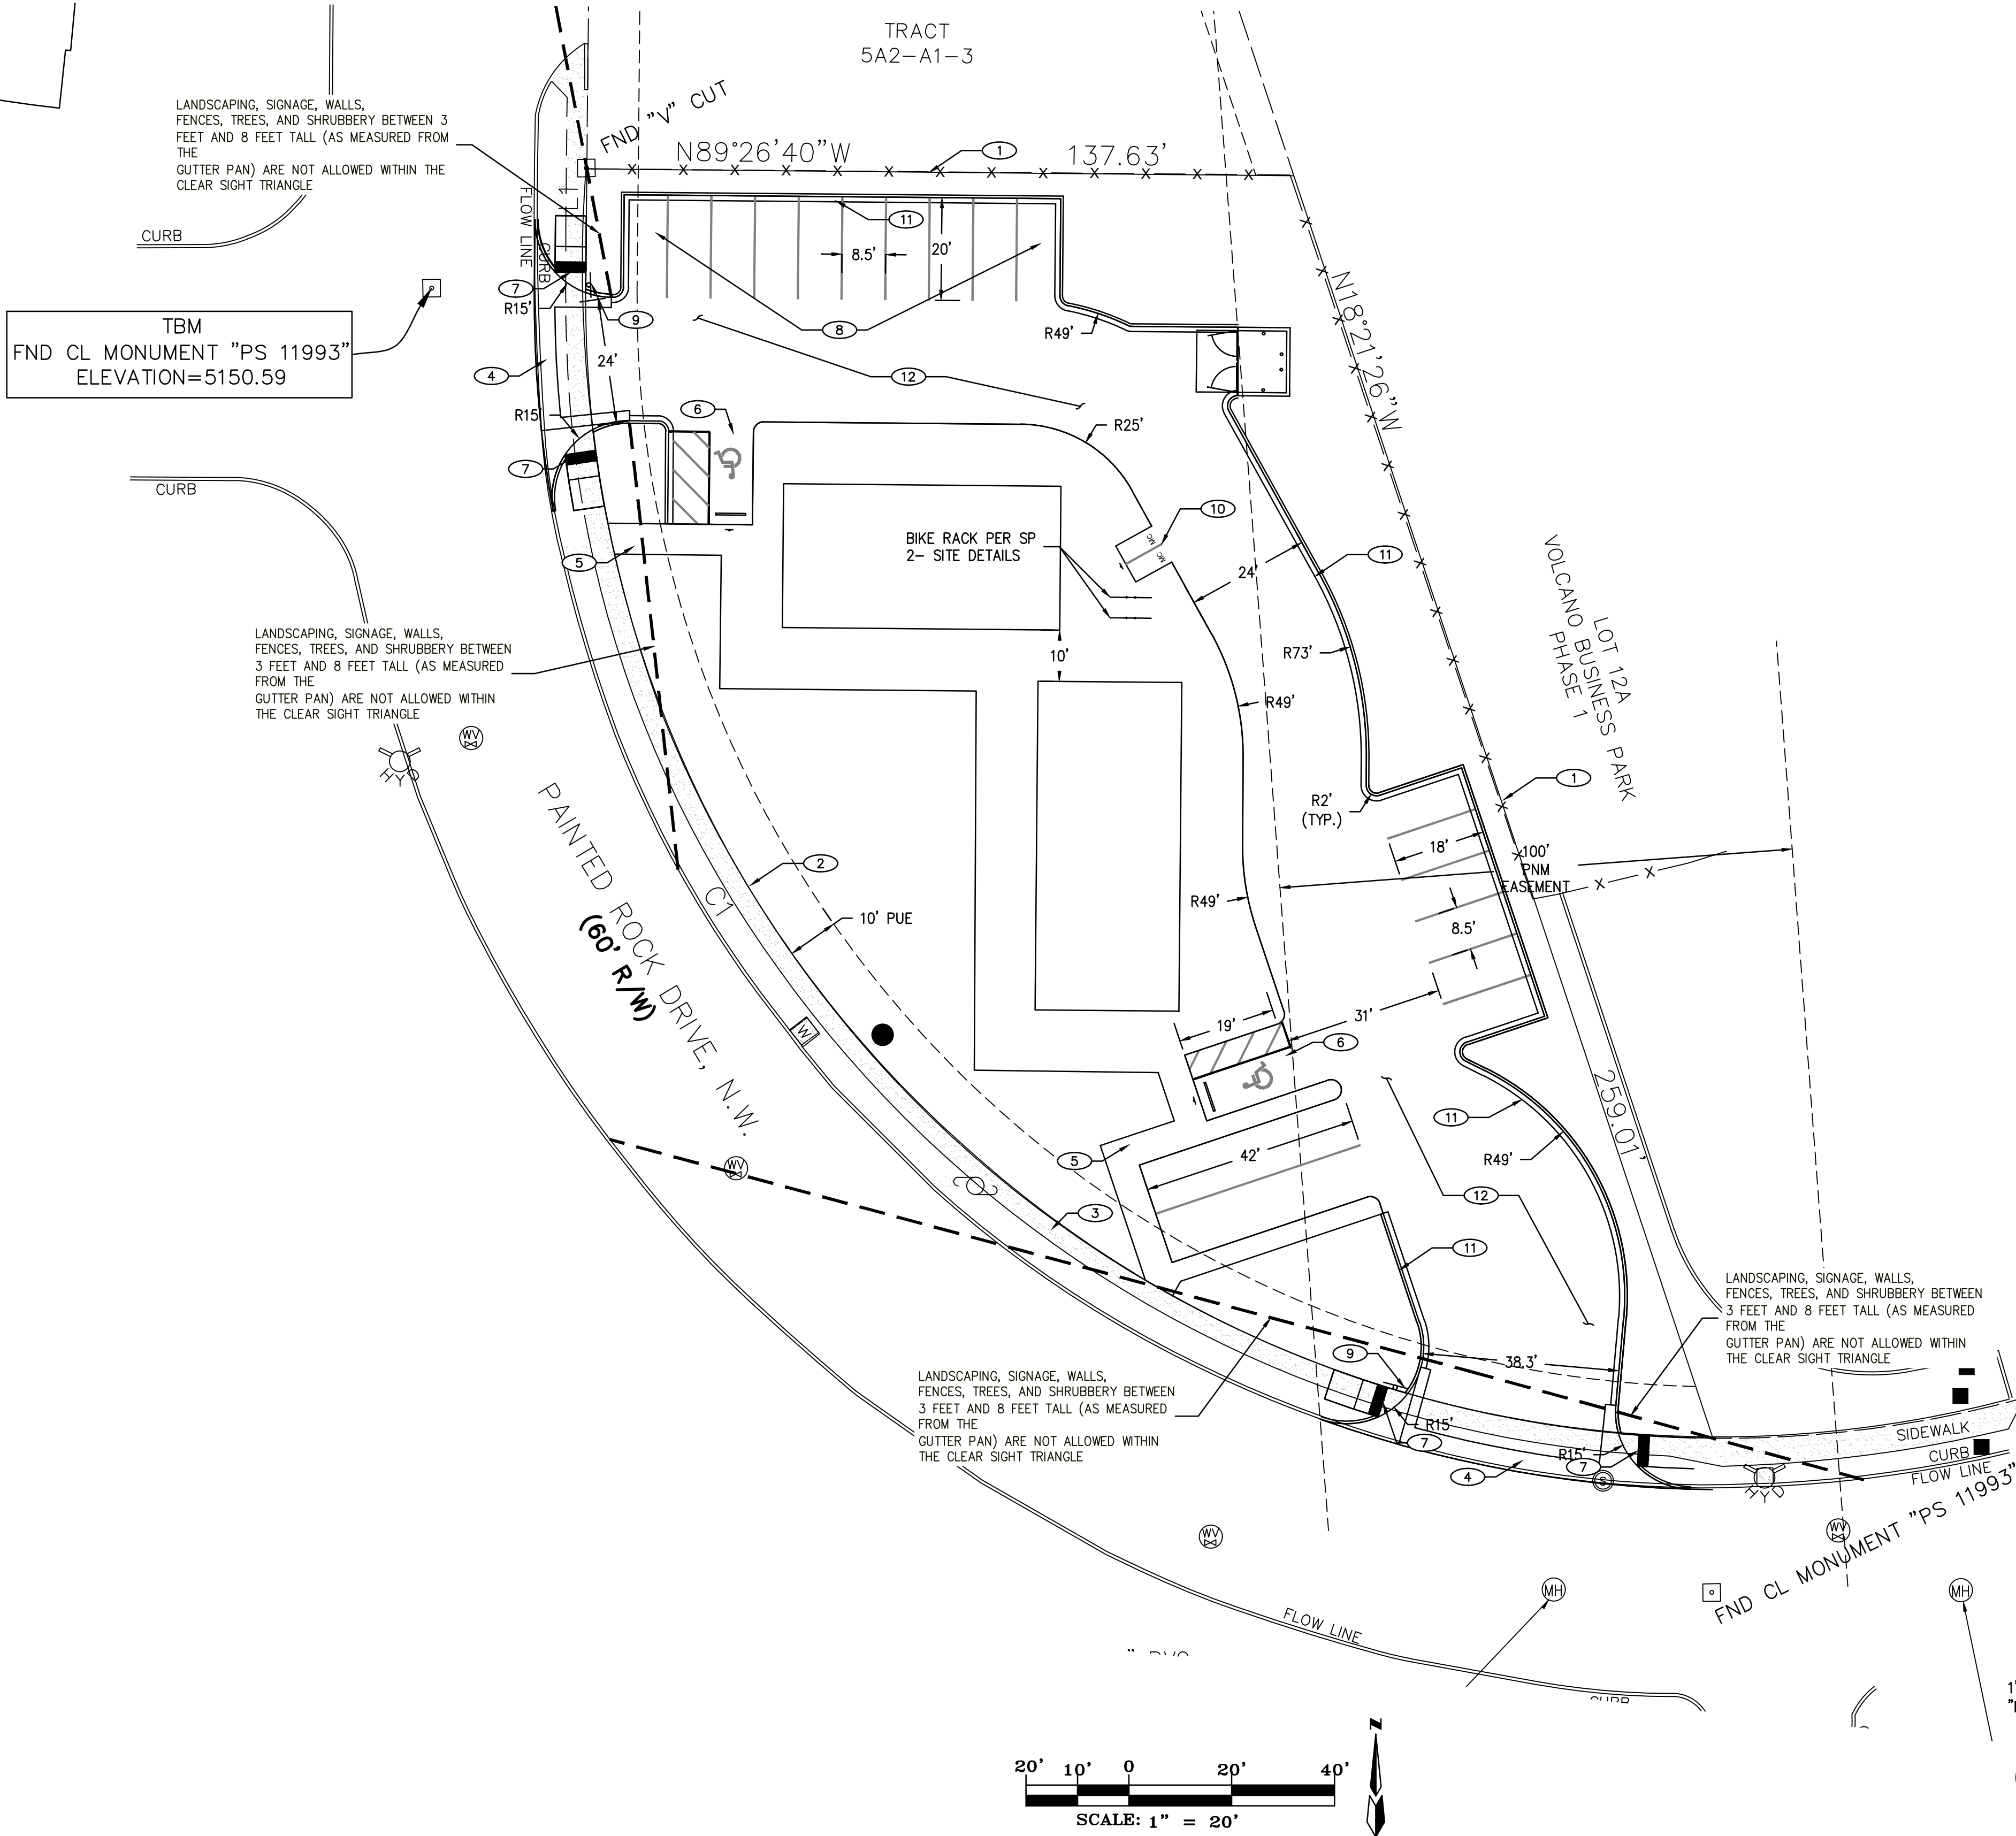 TRACT
5A2-A1-3
FND "V" CUT
N89°26'40"W
1
137.63'
LANDSCAPING, SIGNAGE, WALLS,
FENCES, TREES, AND SHRUBBERY BETWEEN 3
FEET AND 8 FEET TALL (AS MEASURED FROM
THE
GUTTER PAN) ARE NOT ALLOWED WITHIN THE
CLEAR SIGHT TRIANGLE
FLOW LINE
CURB
CURB
11
8.5'
20'
7
R15'
9
8
R49'
N18°21'26"W
TBM
FND CL MONUMENT "PS 11993"
ELEVATION=5150.59
4
24'
12
R15'
6
R25'
7
CURB
10
BIKE RACK PER SP
2- SITE DETAILS
MC
MC
11
5
24'
LOT 12A
VOLCANO BUSINESS PARK
PHASE 1
LANDSCAPING, SIGNAGE, WALLS,
FENCES, TREES, AND SHRUBBERY BETWEEN
3 FEET AND 8 FEET TALL (AS MEASURED
FROM THE
GUTTER PAN) ARE NOT ALLOWED WITHIN
THE CLEAR SIGHT TRIANGLE
10'
R73'
R49'
WV
HYD
R2'
(TYP.)
1
18'
100'
PNM
EASEMENT
2
C1
R49'
8.5'
10' PUE
PAINTED ROCK DRIVE, N.W.
(60' R/W)
W
19'
31'
6
259.01'
11
5
42'
R49'
WV
12
3
11
LANDSCAPING, SIGNAGE, WALLS,
FENCES, TREES, AND SHRUBBERY BETWEEN
3 FEET AND 8 FEET TALL (AS MEASURED
FROM THE
GUTTER PAN) ARE NOT ALLOWED WITHIN
THE CLEAR SIGHT TRIANGLE
9
38.3'
LANDSCAPING, SIGNAGE, WALLS,
FENCES, TREES, AND SHRUBBERY BETWEEN
3 FEET AND 8 FEET TALL (AS MEASURED
FROM THE
GUTTER PAN) ARE NOT ALLOWED WITHIN
THE CLEAR SIGHT TRIANGLE
R15'
7
R15'
7
4
S
SIDEWALK
CURB
FLOW LINE
HYD
WV
WV
FND CL MONUMENT "PS 11993"
MH
MH
FLOW LINE
CURB
20' 10' 0 20' 40'
SCALE: 1" = 20'
N